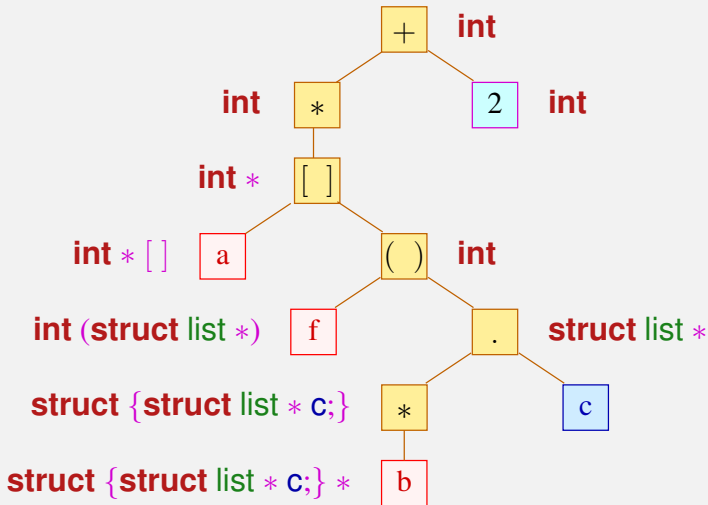 + int
int * 2 int
int * [ ]
int * [ ] a ( ) int
int (struct list *) f . struct list *
struct {struct list * c;} * c
struct {struct list * c;} * b